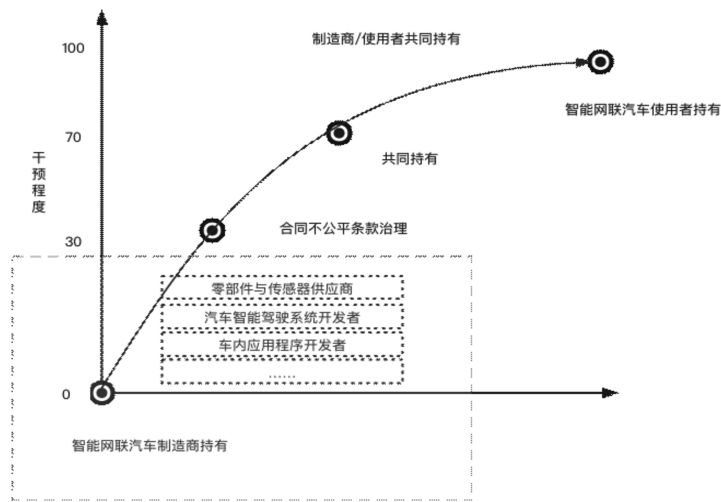 100
制造商/使用者共同持有
智能网联汽车使用者持有
70
共同持有
干预程度
合同不公平条款治理
30
零部件与传感器供应商
汽车智能驾驶系统开发者
车内应用程序开发者
……
0
智能网联汽车制造商持有